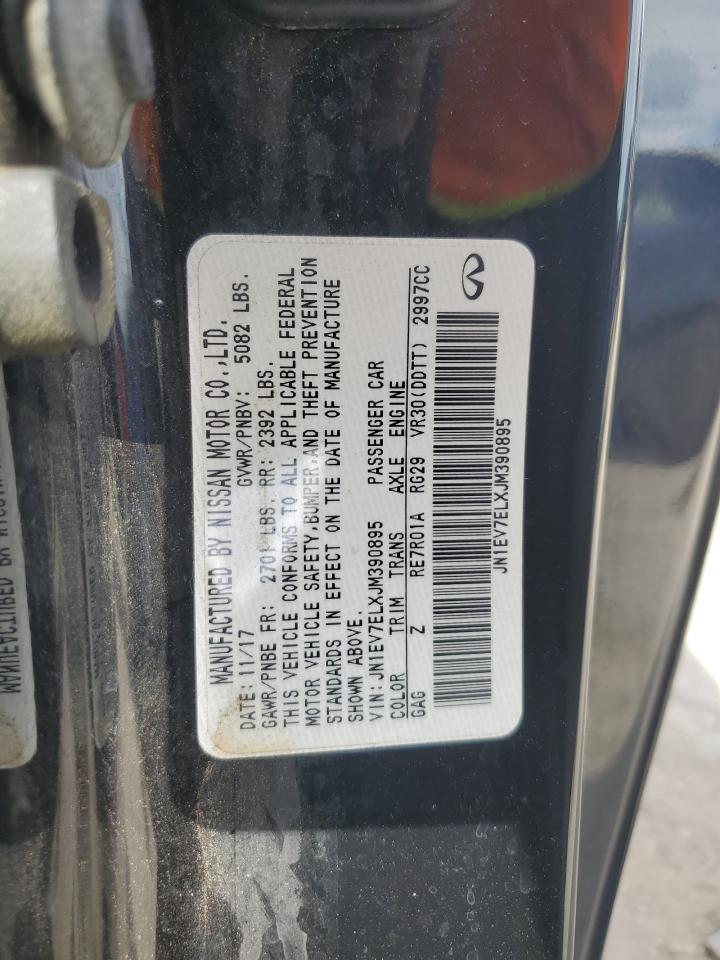 MANUFACTURED BY NISSAN MOTOR CO.,LTD.
DATE: 11/17 GVWR/PNBV: 5082 LBS.
GAWR/PNBE FR: 2701 LBS. RR: 2392 LBS.
THIS VEHICLE CONFORMS TO ALL APPLICABLE FEDERAL
MOTOR VEHICLE SAFETY,BUMPER,AND THEFT PREVENTION
STANDARDS IN EFFECT ON THE DATE OF MANUFACTURE
SHOWN ABOVE.
VIN: JN1EV7ELXJM390895 PASSENGER CAR
COLOR TRIM TRANS AXLE ENGINE
GAG Z RE7R01A RG29 VR30(DDTT) 2997CC
JN1EV7ELXJM390895